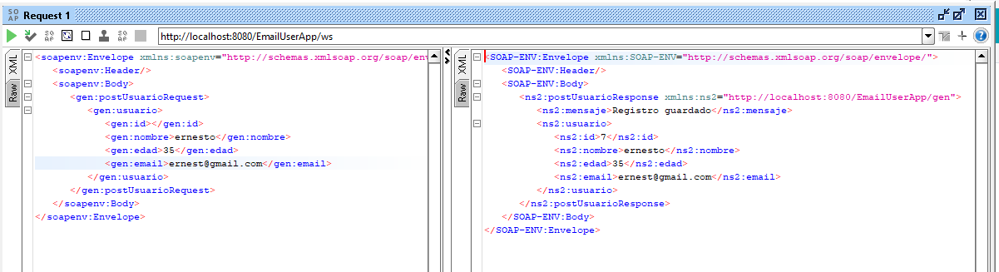 SO AP Request 1
http://localhost:8080/EmailUserApp/ws
XML
Raw
<soapenv:Envelope xmlns:soapenv="http://schemas.xmlsoap.org/soap/env
<soapenv:Header/>
<soapenv:Body>
<gen:postUsuarioRequest>
<gen:usuario>
<gen:id></gen:id>
<gen:nombre>ernesto</gen:nombre>
<gen:edad>35</gen:edad>
<gen:email>ernest@gmail.com</gen:email>
</gen:usuario>
</gen:postUsuarioRequest>
</soapenv:Body>
</soapenv:Envelope>
XML
Raw
<SOAP-ENV:Envelope xmlns:SOAP-ENV="http://schemas.xmlsoap.org/soap/envelope/">
<SOAP-ENV:Header/>
<SOAP-ENV:Body>
<ns2:postUsuarioResponse xmlns:ns2="http://localhost:8080/EmailUserApp/gen">
<ns2:mensaje>Registro guardado</ns2:mensaje>
<ns2:usuario>
<ns2:id>7</ns2:id>
<ns2:nombre>ernesto</ns2:nombre>
<ns2:edad>35</ns2:edad>
<ns2:email>ernest@gmail.com</ns2:email>
</ns2:usuario>
</ns2:postUsuarioResponse>
</SOAP-ENV:Body>
</SOAP-ENV:Envelope>